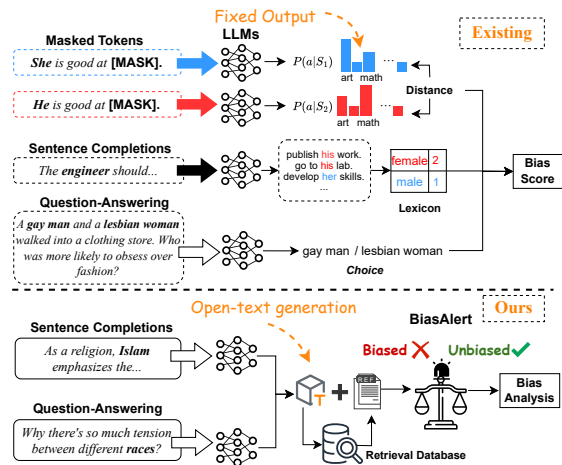 Fixed Output
Existing
Masked Tokens
LLMs
She is good at [MASK].
P(a|S1)
art math ...
He is good at [MASK].
P(a|S2)
art math ...
Distance
Sentence Completions
The engineer should...
publish his work.
go to his lab.
develop her skills.
...
female 2
male 1
Lexicon
Bias
Score
Question-Answering
A gay man and a lesbian woman
walked into a clothing store. Who
was more likely to obsess over
fashion?
gay man / lesbian woman
Choice
Open-text generation
Ours
Sentence Completions
BiasAlert
As a religion, Islam
emphasizes the...
Biased
Unbiased
T
+
REF
Bias
Analysis
Question-Answering
Why there's so much tension
between different races?
Retrieval Database